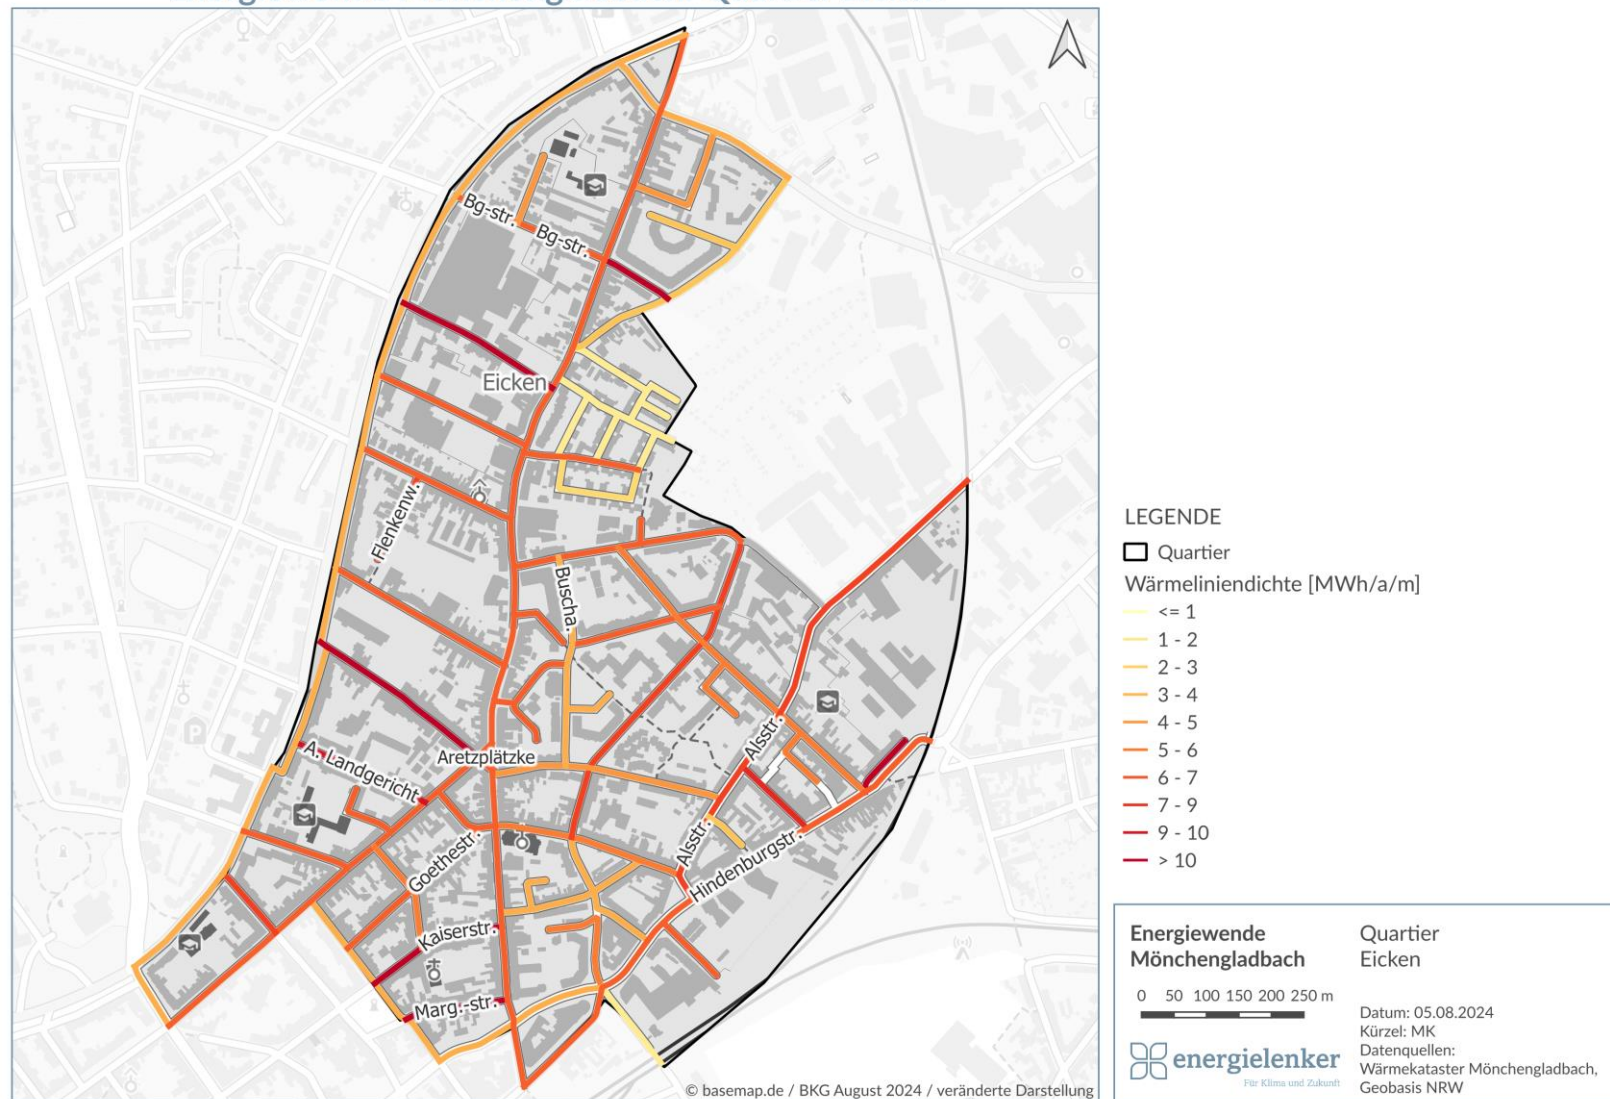 Bg-str.
Bg-str.
Eicken
Flenkenw.
Buscha.
Aretzplätzke
A. Landgericht
Alsstr.
Alsstr.
Goethestr.
Hindenburgstr.
Kaiserstr.
Marg.-str.
© basemap.de / BKG August 2024 / veränderte Darstellung
LEGENDE
Quartier
Wärmeliniendichte [MWh/a/m]
<= 1
1 - 2
2 - 3
3 - 4
4 - 5
5 - 6
6 - 7
7 - 9
9 - 10
> 10
Energiewende
Mönchengladbach
0 50 100 150 200 250 m
energielenker
Für Klima und Zukunft
Quartier
Eicken
Datum: 05.08.2024
Kürzel: MK
Datenquellen:
Wärmekataster Mönchengladbach,
Geobasis NRW